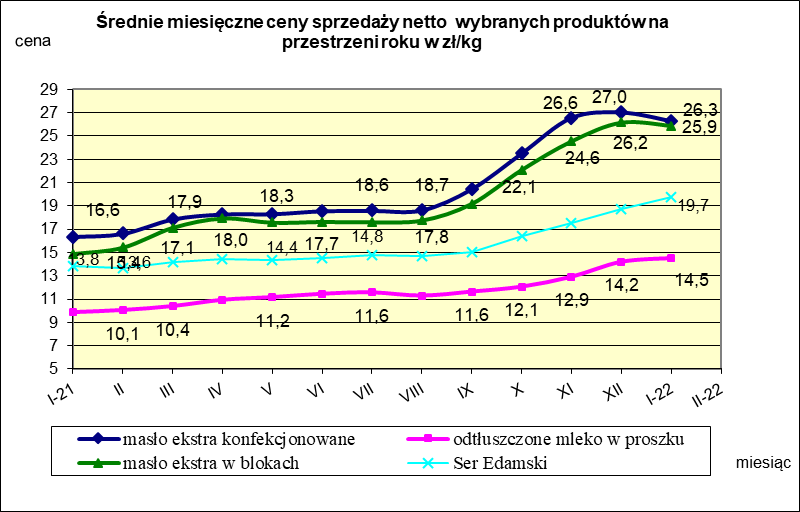 Średnie miesięczne ceny sprzedaży netto wybranych produktów na
przestrzeni roku w zł/kg
cena
29
27
25
23
21
19
17
15
13
11
9
7
5
16,6
17,9
18,3
18,6
18,7
26,6
27,0
26,3
25,9
15,4
17,1
18,0
17,7
17,8
22,1
24,6
26,2
13,8
13,6
14,4
14,8
19,7
10,1
10,4
11,2
11,6
11,6
12,1
12,9
14,2
14,5
I-21
II
III
IV
V
VI
VII
VIII
IX
X
XI
XII
I-22
II-22
masło ekstra konfekcjonowane
odtłuszczone mleko w proszku
masło ekstra w blokach
Ser Edamski
miesiąc